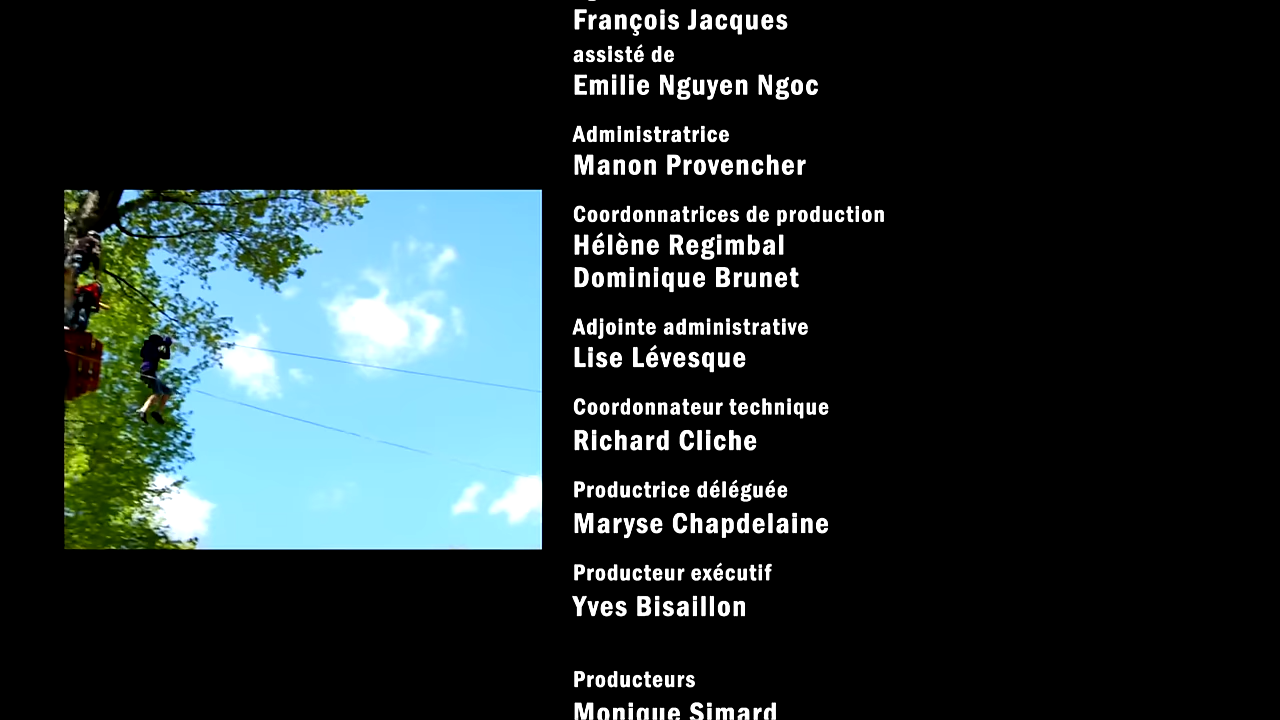 François Jacques
assisté de
Emilie Nguyen Ngoc
Administratrice
Manon Provencher
Coordonnatrices de production
Hélène Regimbal
Dominique Brunet
Adjointe administrative
Lise Lévesque
Coordonnateur technique
Richard Cliche
Productrice déléguée
Maryse Chapdelaine
Producteur exécutif
Yves Bisaillon
Producteurs
Monique Simard